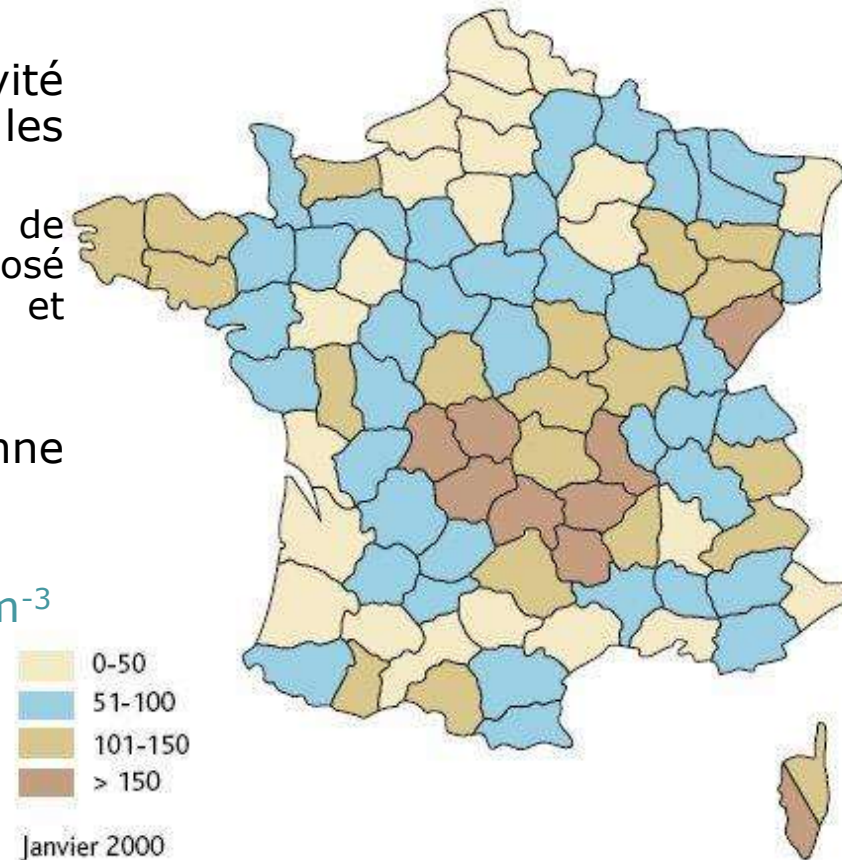 vité
les
de
osé
et
nne
m-3
0-50
51-100
101-150
> 150
Janvier 2000